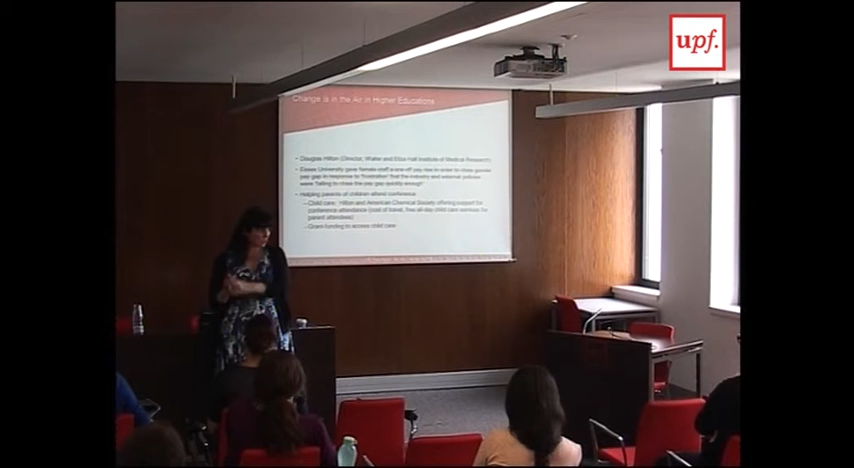 upf.
Change is in the Air in Higher Educations
• Douglas Hilton (Director, Walter and Eliza Hall Institute of Medical Research)
• Essex University gave female staff a one off pay rise in order to close gender
pay gap in response to 'frustration' that the industry and external policies
were 'failing to close the pay gap quickly enough'
• Helping parents of children attend conference
–Child care: Hilton and American Chemical Society offering support for
conference attendance (cost of travel, free all-day child care services for
parent attendees)
–Grant funding to access child care